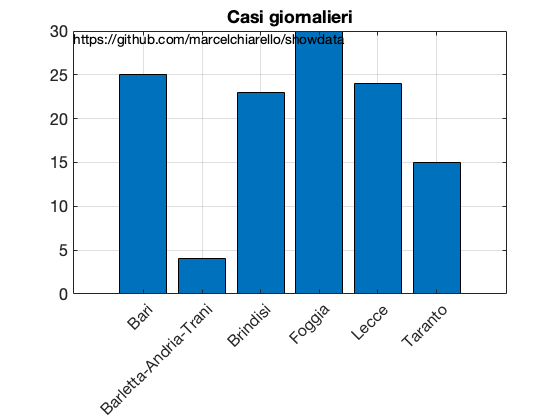 Casi giornalieri
https://github.com/marcelchiarello/showdata
30
25
20
15
10
5
0
Bari
Barletta-Andria-Trani
Brindisi
Foggia
Lecce
Taranto